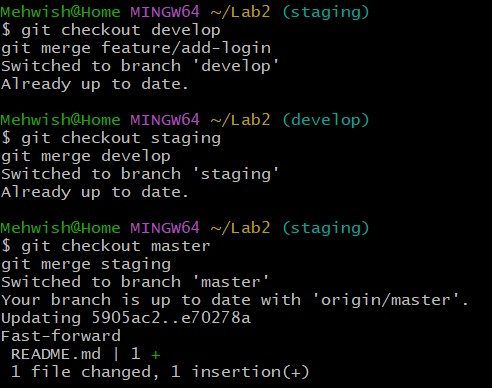 Mehwish@Home MINGW64 ~/Lab2 (staging)
$ git checkout develop
git merge feature/add-login
Switched to branch 'develop'
Already up to date.
Mehwish@Home MINGW64 ~/Lab2 (develop)
$ git checkout staging
git merge develop
Switched to branch 'staging'
Already up to date.
Mehwish@Home MINGW64 ~/Lab2 (staging)
$ git checkout master
git merge staging
Switched to branch 'master'
Your branch is up to date with 'origin/master'.
Updating 5905ac2..e70278a
Fast-forward
README.md | 1 +
1 file changed, 1 insertion(+)